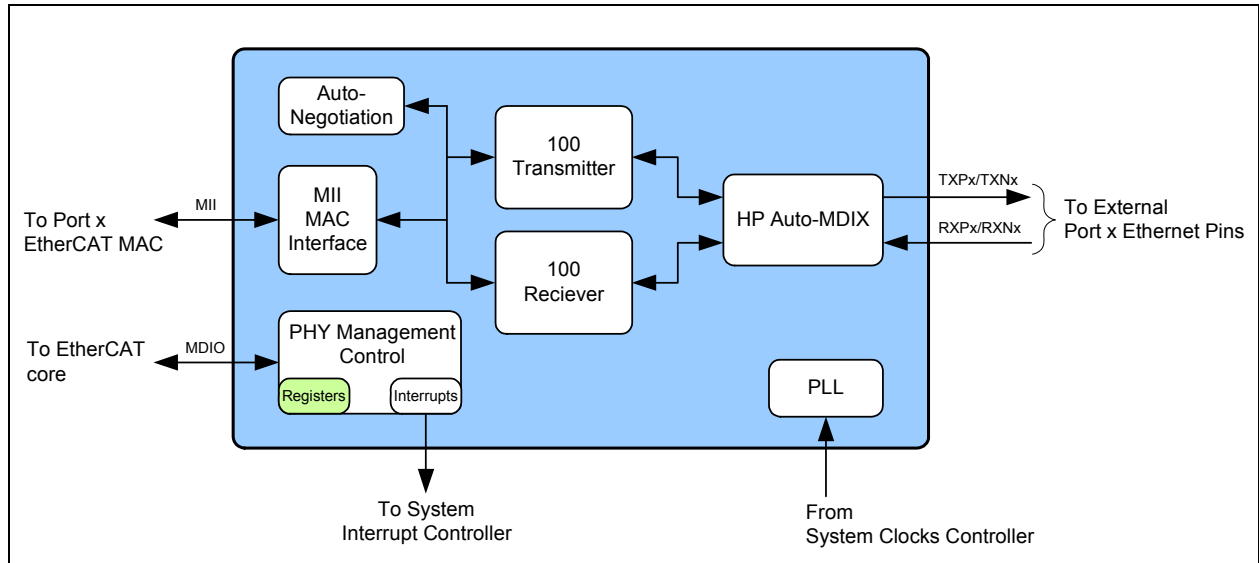 Auto-
Negotiation
100
Transmitter
MII
MAC
Interface
MII
To Port x
EtherCAT MAC
HP Auto-MDIX
TXPx/TXNx
RXPx/RXNx
To External
Port x Ethernet Pins
100
Reciever
PHY Management
Control
MDIO
To EtherCAT
core
Registers
Interrupts
PLL
To System
Interrupt Controller
From
System Clocks Controller